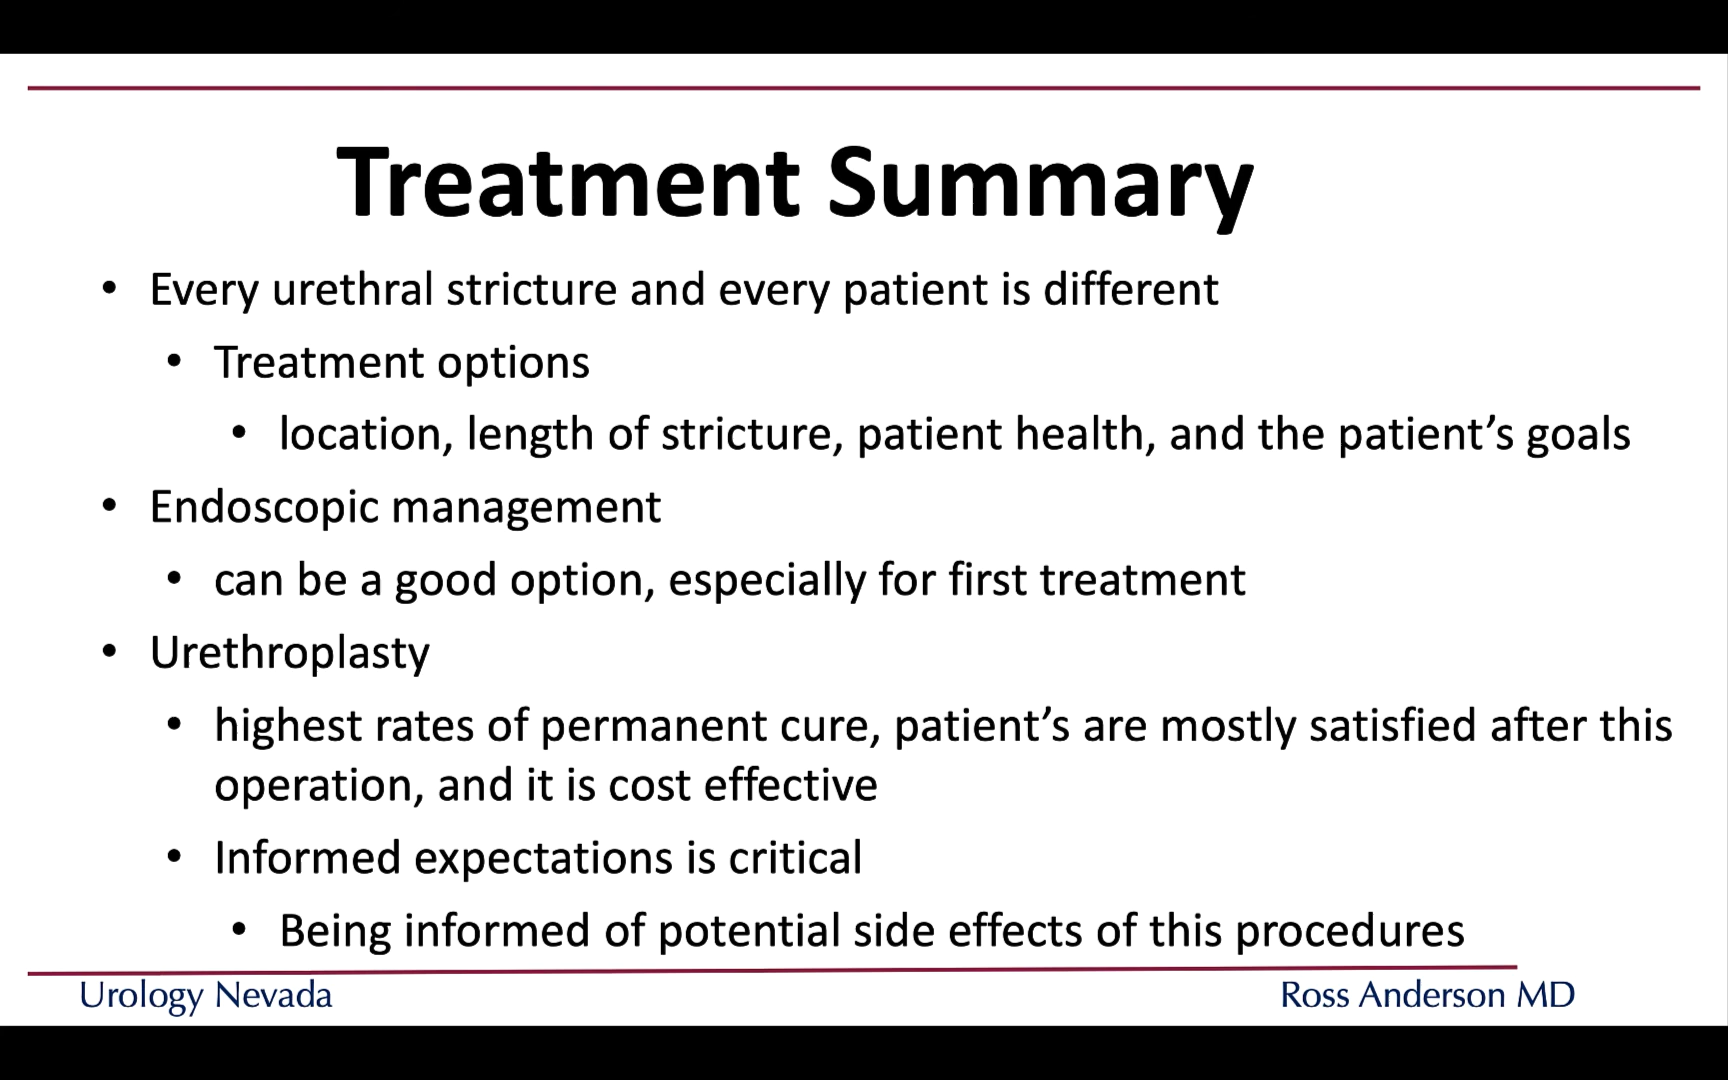 Treatment Summary
• Every urethral stricture and every patient is different
• Treatment options
• location, length of stricture, patient health, and the patient’s goals
• Endoscopic management
• can be a good option, especially for first treatment
• Urethroplasty
• highest rates of permanent cure, patient’s are mostly satisfied after this
operation, and it is cost effective
• Informed expectations is critical
• Being informed of potential side effects of this procedures
Urology Nevada
Ross Anderson MD